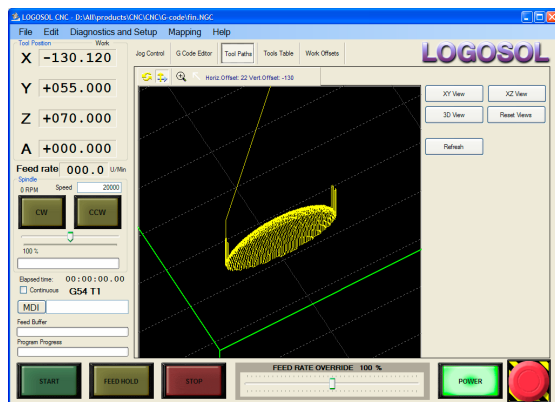 LOGOSOL CNC - D:\All\products\CNC\CNC\G-code\fin.NGC
File Edit Diagnostics and Setup Mapping Help
Tool Position Work
X -130.120
Y +055.000
Z +070.000
A +000.000
Feed rate 000.0 U/Min
Spindle
0 RPM Speed 20000
CW CCW
100 %
Elapsed time: 00:00:00.00
Continuous G54 T1
MDI
Feed Buffer
Program Progress
Jog Control G Code Editor Tool Paths Tools Table Work Offsets
LOGOSOL
Horiz.Offset: 22 Vert.Offset: -130
XY View XZ View
3D View Reset Views
Refresh
START FEED HOLD STOP
FEED RATE OVERRIDE 100 %
POWER